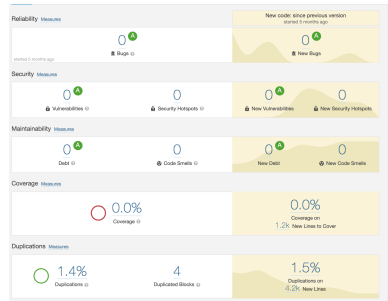 Reliability Measures
New code: since previous version
started 5 months ago
0 A
Bugs
started 5 months ago
0 A
New Bugs
Security Measures
0 A
Vulnerabilities
0
Security Hotspots
0 A
New Vulnerabilities
0
New Security Hotspots
Maintainability Measures
0 A
Debt
0
Code Smells
0 A
New Debt
0
New Code Smells
Coverage Measures
0.0%
Coverage
0.0%
Coverage on
1.2k New Lines to Cover
Duplications Measures
1.4%
Duplications
4
Duplicated Blocks
1.5%
Duplications on
4.2k New Lines